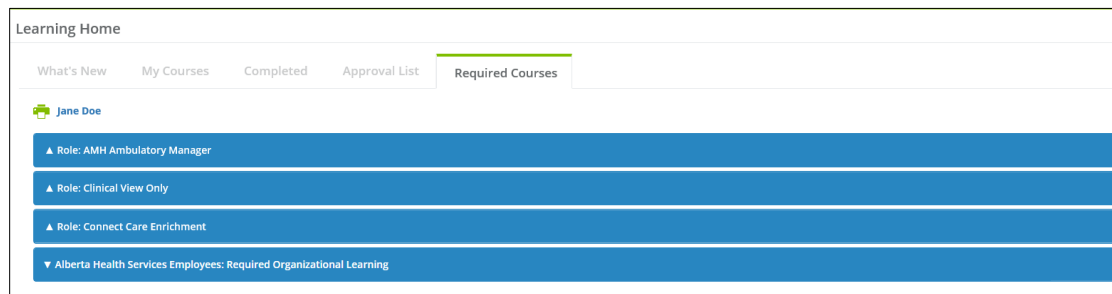 Learning Home
What's New My Courses Completed Approval List Required Courses
Jane Doe
▲ Role: AMH Ambulatory Manager
▲ Role: Clinical View Only
▲ Role: Connect Care Enrichment
▼ Alberta Health Services Employees: Required Organizational Learning